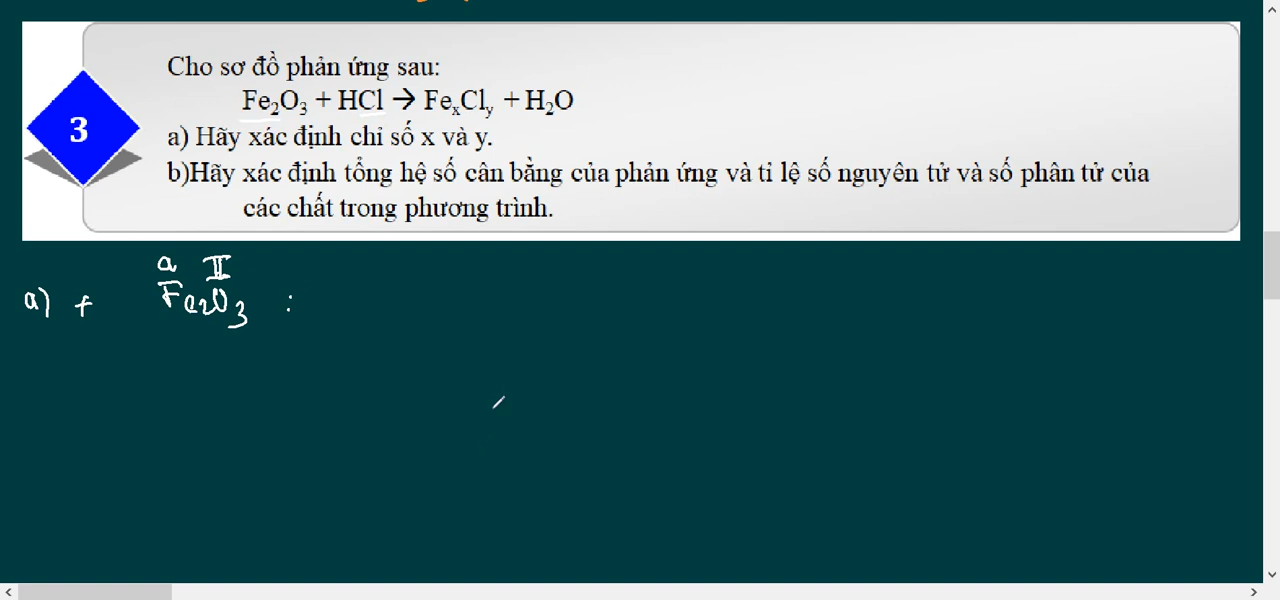 Cho sơ đồ phản ứng sau:
Fe₂O₃ + HCl → FeₓClᵧ + H₂O
3
a) Hãy xác định chỉ số x và y.
b)Hãy xác định tổng hệ số cân bằng của phản ứng và tỉ lệ số nguyên tử và số phân tử của
các chất trong phương trình.
a II
a) + Fe₂O₃ :